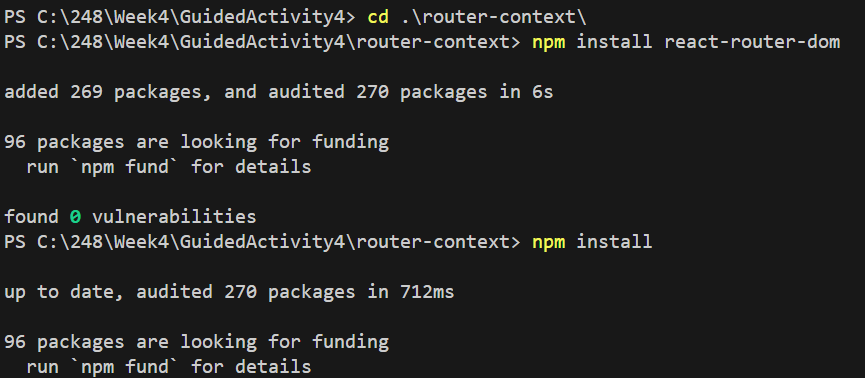 PS C:\248\Week4\GuidedActivity4> cd .\router-context\
PS C:\248\Week4\GuidedActivity4\router-context> npm install react-router-dom
added 269 packages, and audited 270 packages in 6s
96 packages are looking for funding
  run `npm fund` for details
found 0 vulnerabilities
PS C:\248\Week4\GuidedActivity4\router-context> npm install
up to date, audited 270 packages in 712ms
96 packages are looking for funding
  run `npm fund` for details